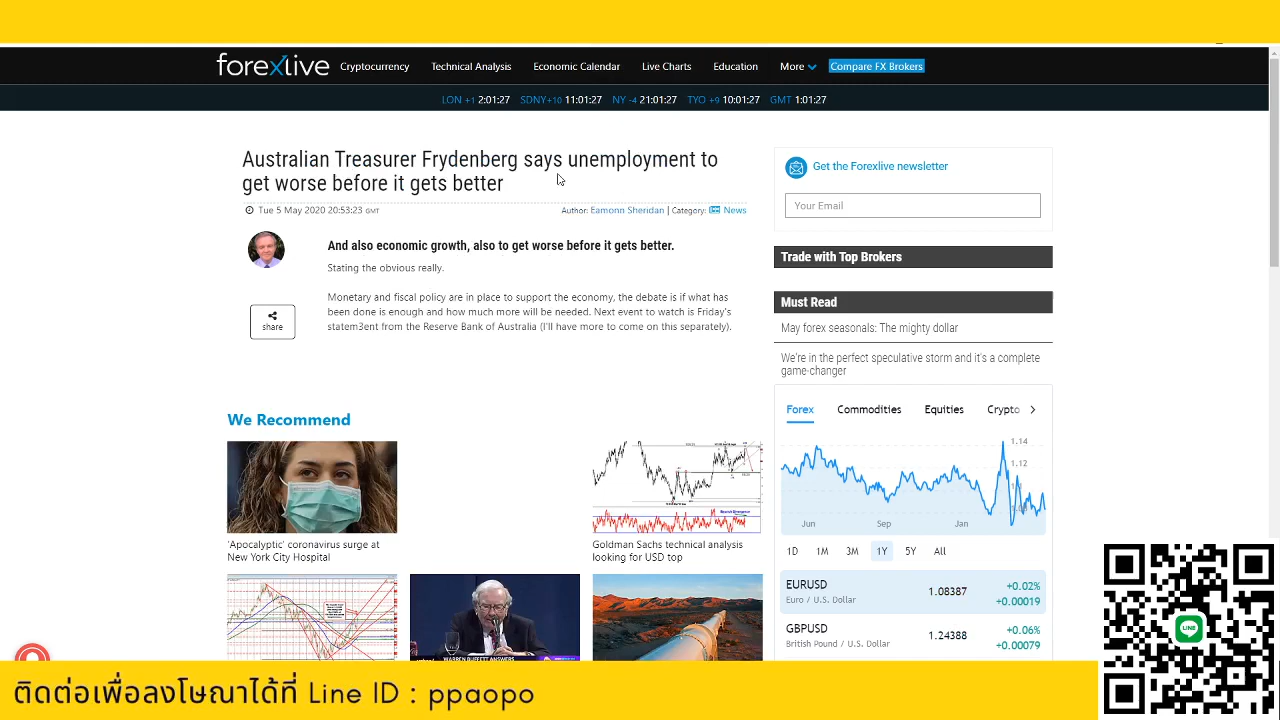 forexlive Cryptocurrency Technical Analysis Economic Calendar Live Charts Education More Compare FX Brokers
LON +1 2:01:27 SDNY+10 11:01:27 NY -4 21:01:27 TYO +9 10:01:27 GMT 1:01:27
Australian Treasurer Frydenberg says unemployment to
get worse before it gets better
Tue 5 May 2020 20:53:23 GMT
Author: Eamonn Sheridan | Category: News
And also economic growth, also to get worse before it gets better.
Stating the obvious really.
Monetary and fiscal policy are in place to support the economy, the debate is if what has
been done is enough and how much more will be needed. Next event to watch is Friday's
statem3ent from the Reserve Bank of Australia (I'll have more to come on this separately).
share
Get the Forexlive newsletter
Your Email
Trade with Top Brokers
Must Read
May forex seasonals: The mighty dollar
We're in the perfect speculative storm and it's a complete
game-changer
Forex Commodities Equities Crypto
1.14
1.12
Jun Sep Jan
1D 1M 3M 1Y 5Y All
EURUSD
Euro / U.S. Dollar
1.08387
+0.02%
+0.00019
GBPUSD
British Pound / U.S. Dollar
1.24388
+0.06%
+0.00079
We Recommend
'Apocalyptic' coronavirus surge at
New York City Hospital
Goldman Sachs technical analysis
looking for USD top
WARREN BUFFETT ANSWERS
LINE
ติดต่อเพื่อลงโษณาได้ที่ Line ID : ppaopo